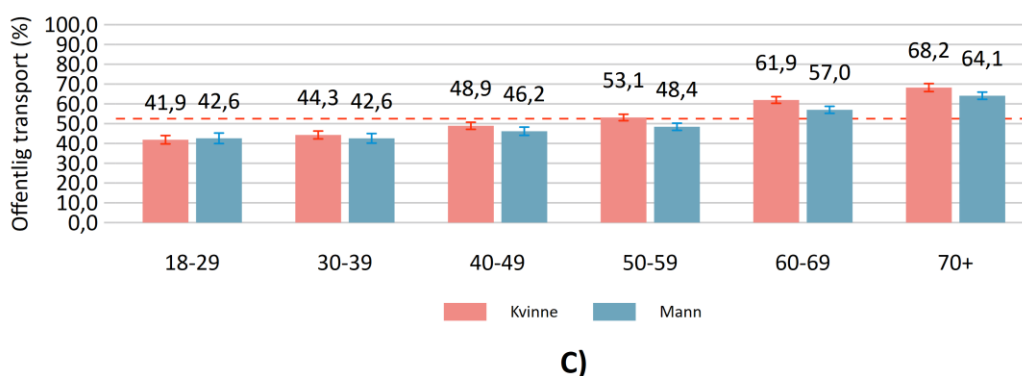 Offentlig transport (%)
100,0
90,0
80,0
70,0
60,0
50,0
40,0
30,0
20,0
10,0
0,0
41,9 42,6 44,3 42,6 48,9 46,2 53,1 48,4 61,9 57,0 68,2 64,1
18-29 30-39 40-49 50-59 60-69 70+
Kvinne Mann
C)